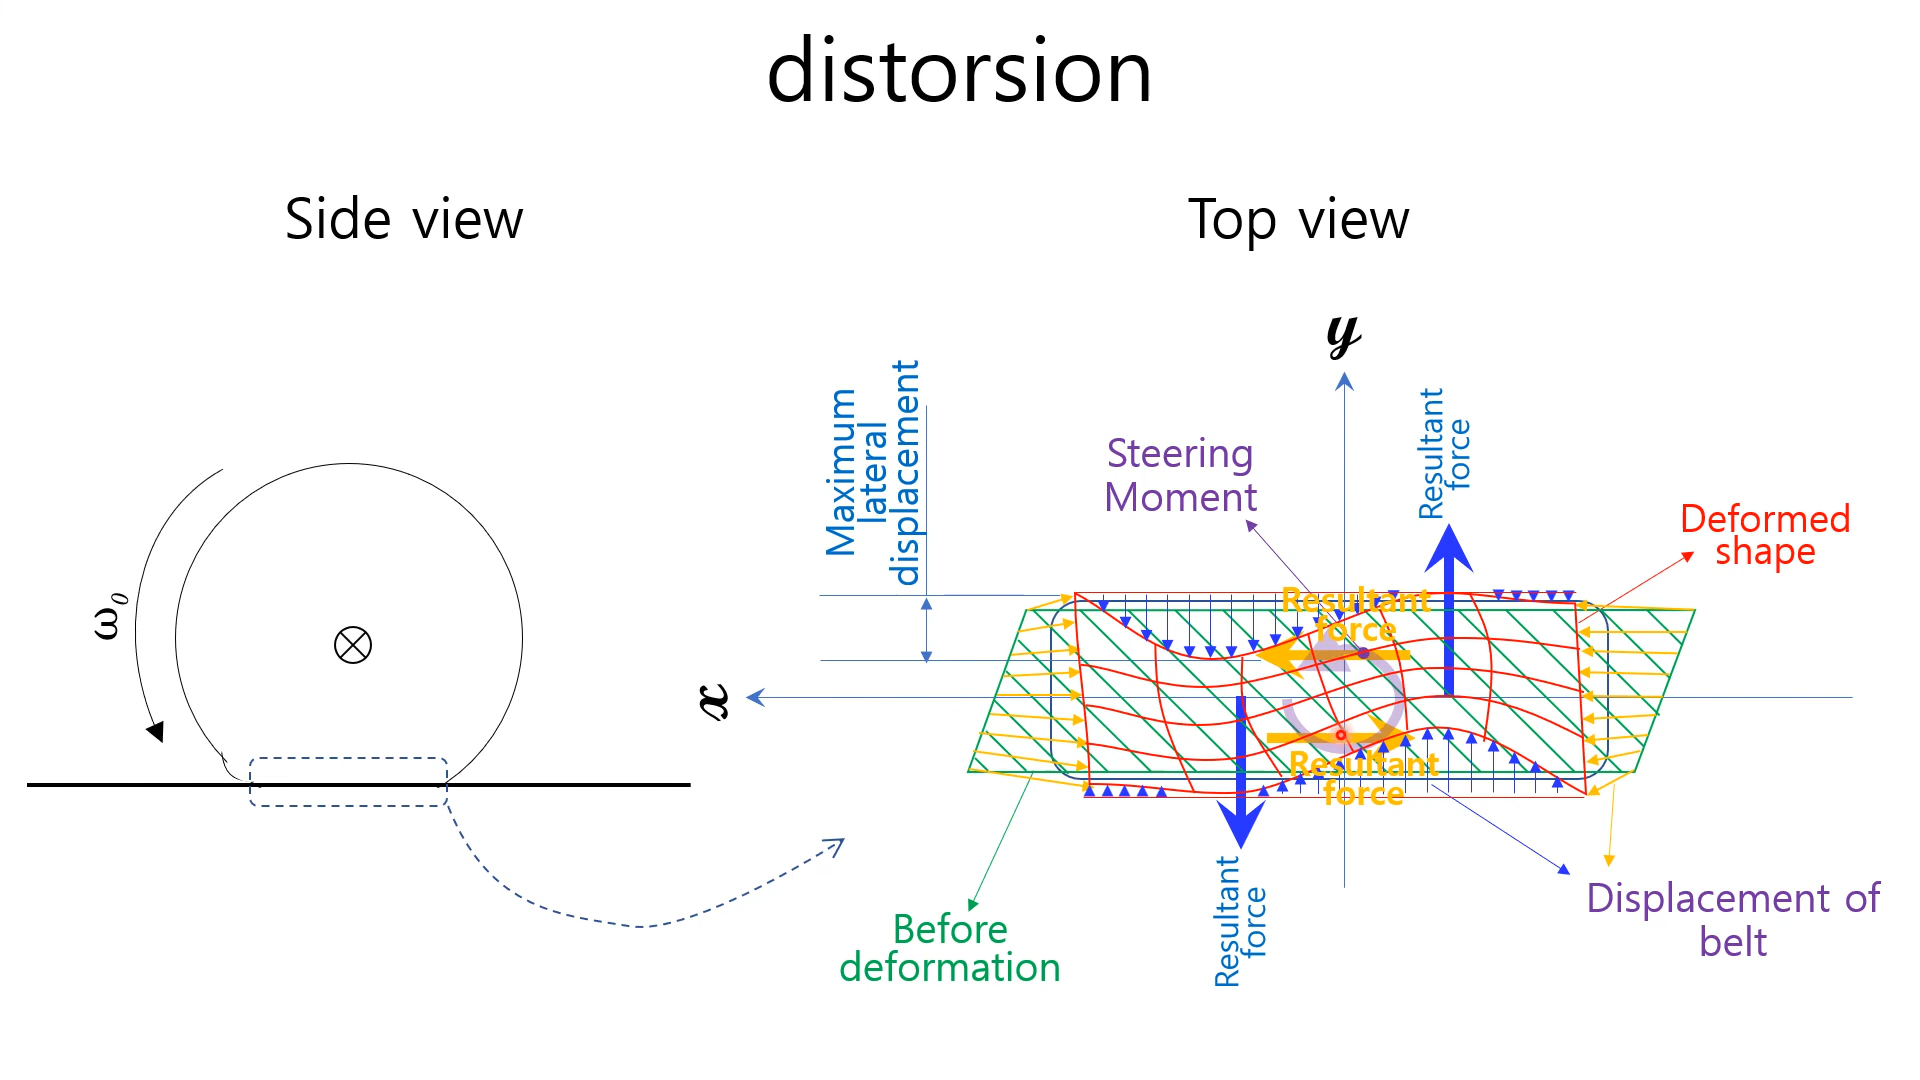 distorsion
Side view
Top view
y
Maximum
lateral
displacement
Resultant
force
Steering
Moment
Deformed
shape
Resultant
force
ω0
x
Resultant
force
Resultant
force
Displacement of
belt
Before
deformation